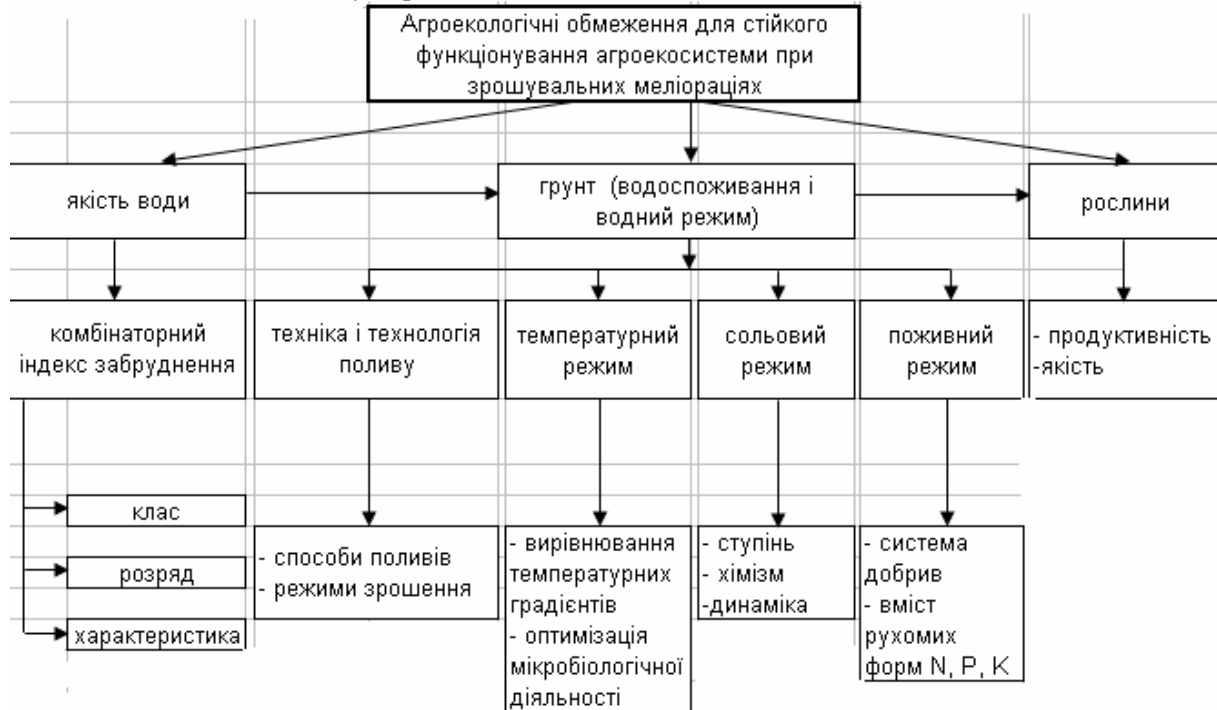 Агроекологічні обмеження для стійкого
функціонування агроекосистеми при
зрошувальних меліораціях
якість води
грунт (водоспоживання і
водний режим)
рослини
комбінаторний
індекс забруднення
техніка і технологія
поливу
температурний
режим
сольовий
режим
поживний
режим
- продуктивність
-якість
клас
розряд
характеристика
- способи поливів
- режими зрошення
- вирівнювання
температурних
градієнтів
- оптимізація
мікробіологічної
діяльності
- ступінь
- хімізм
-динаміка
- система
добрив
- вміст
рухомих
форм N, P, K